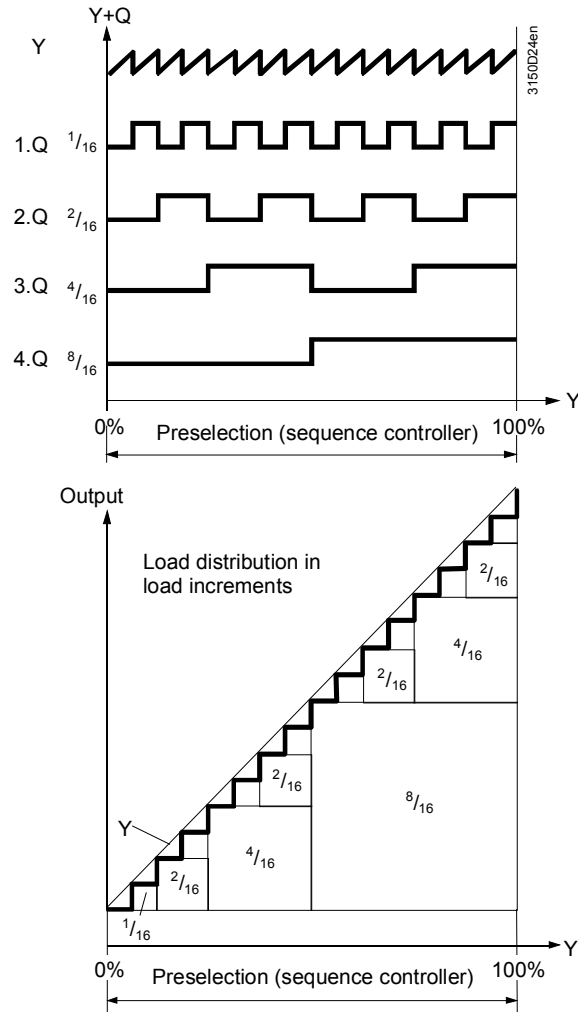 Y+Q
Y
3150D24en
1.Q 1/16
2.Q 2/16
3.Q 4/16
4.Q 8/16
Y
0% Preselection (sequence controller) 100%
Output
Load distribution in
load increments
2/16
4/16
2/16
2/16
8/16
Y
4/16
2/16
1/16
Y
0% 100%
Preselection (sequence controller)